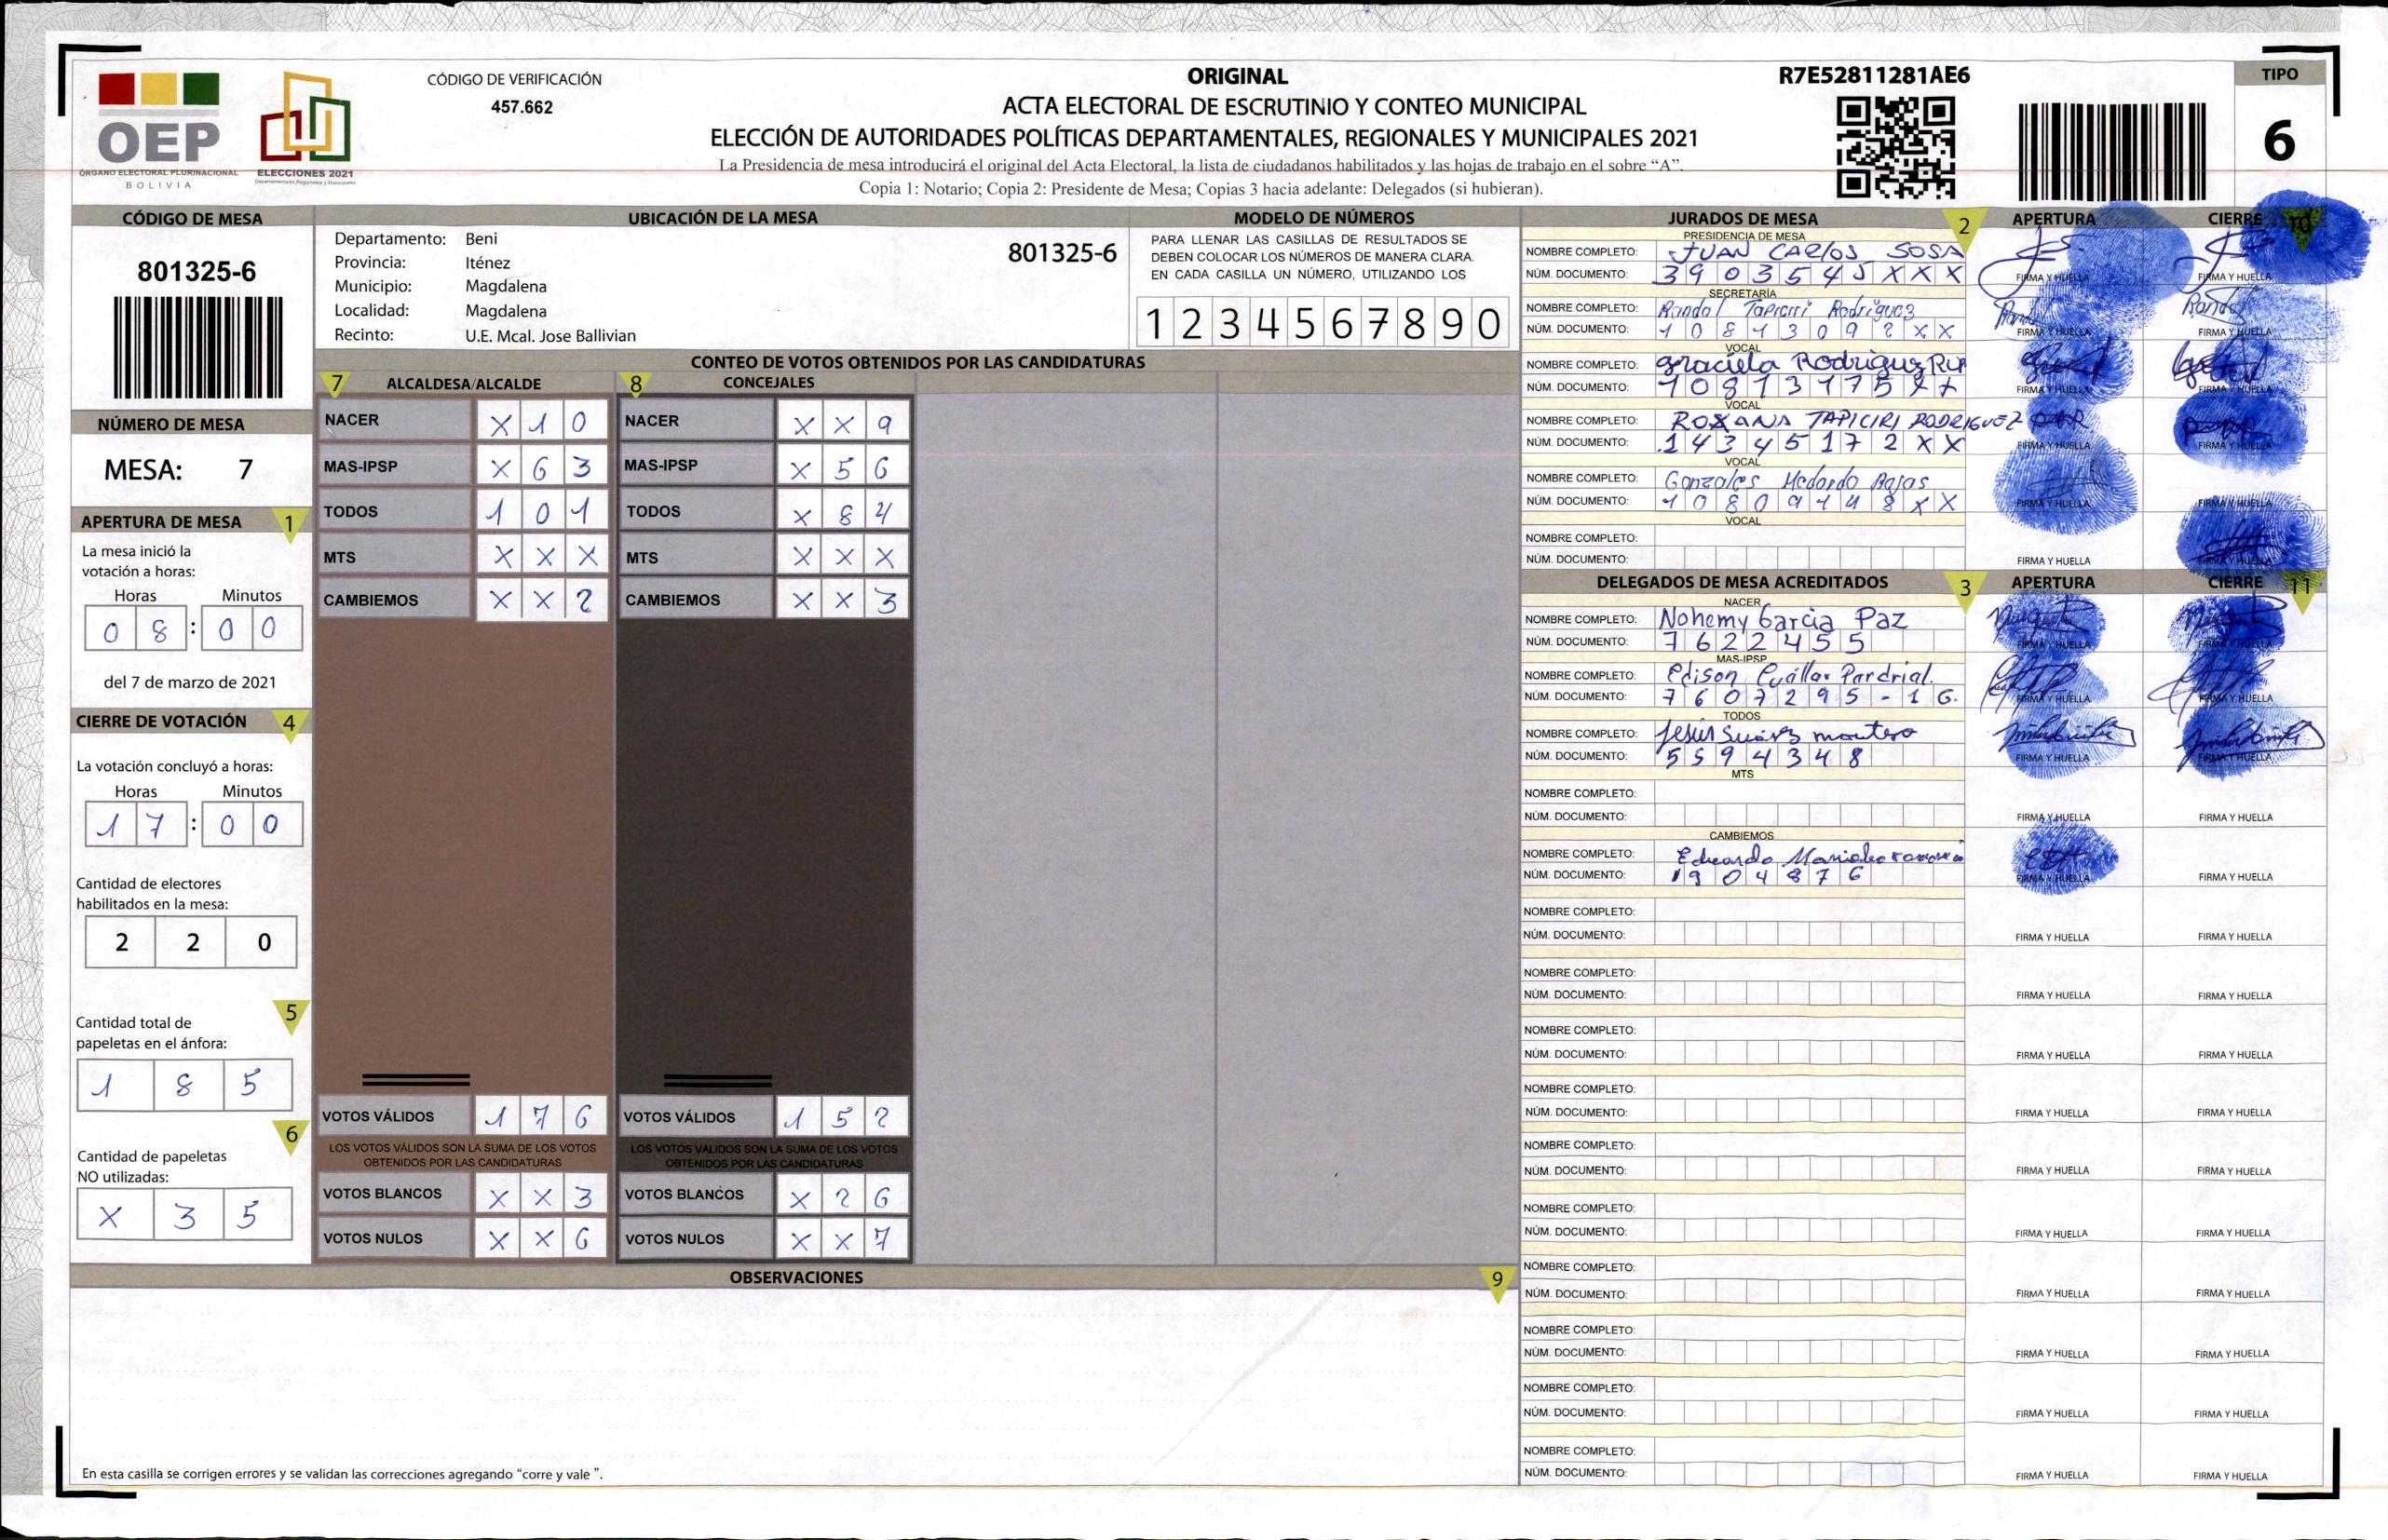 OEP
ÓRGANO ELECTORAL PLURINACIONAL
BOLIVIA
ELECCIONES 2021
CÓDIGO DE VERIFICACIÓN
457.662
ORIGINAL
ACTA ELECTORAL DE ESCRUTINIO Y CONTEO MUNICIPAL
ELECCIÓN DE AUTORIDADES POLÍTICAS DEPARTAMENTALES, REGIONALES Y MUNICIPALES 2021
La Presidencia de mesa introducirá el original del Acta Electoral, la lista de ciudadanos habilitados y las hojas de trabajo en el sobre “A”.
Copia 1: Notario; Copia 2: Presidente de Mesa; Copias 3 hacia adelante: Delegados (si hubieran).
R7E52811281AE6
TIPO
6
CÓDIGO DE MESA
801325-6
NÚMERO DE MESA
MESA: 7
APERTURA DE MESA 1
La mesa inició la
votación a horas:
Horas Minutos
0 8 : 0 0
del 7 de marzo de 2021
CIERRE DE VOTACIÓN 4
La votación concluyó a horas:
Horas Minutos
1 7 : 0 0
Cantidad de electores
habilitados en la mesa:
2 2 0
5
Cantidad total de
papeletas en el ánfora:
1 8 5
6
Cantidad de papeletas
NO utilizadas:
X 3 5
UBICACIÓN DE LA MESA
Departamento: Beni
801325-6
Provincia: Iténez
Municipio: Magdalena
Localidad: Magdalena
Recinto: U.E. Mcal. Jose Ballivian
MODELO DE NÚMEROS
PARA LLENAR LAS CASILLAS DE RESULTADOS SE
DEBEN COLOCAR LOS NÚMEROS DE MANERA CLARA.
EN CADA CASILLA UN NÚMERO, UTILIZANDO LOS
1 2 3 4 5 6 7 8 9 0
CONTEO DE VOTOS OBTENIDOS POR LAS CANDIDATURAS
7 ALCALDESA/ALCALDE
NACER X 1 0
MAS-IPSP X 6 3
TODOS 1 0 1
MTS X X X
CAMBIEMOS X X 2
VOTOS VÁLIDOS 1 7 6
LOS VOTOS VÁLIDOS SON LA SUMA DE LOS VOTOS
OBTENIDOS POR LAS CANDIDATURAS
VOTOS BLANCOS X X 3
VOTOS NULOS X X 6
8 CONCEJALES
NACER X X 9
MAS-IPSP X 5 6
TODOS X 8 4
MTS X X X
CAMBIEMOS X X 3
VOTOS VÁLIDOS 1 5 2
LOS VOTOS VÁLIDOS SON LA SUMA DE LOS VOTOS
OBTENIDOS POR LAS CANDIDATURAS
VOTOS BLANCOS X 2 6
VOTOS NULOS X X 7
OBSERVACIONES 9
En esta casilla se corrigen errores y se validan las correcciones agregando “corre y vale ”.
JURADOS DE MESA 2 APERTURA CIERRE 10
PRESIDENCIA DE MESA
NOMBRE COMPLETO: JUAN CARLOS SOSA
NÚM. DOCUMENTO: 3 9 0 3 5 4 5 X X X FIRMA Y HUELLA FIRMA Y HUELLA
SECRETARÍA
NOMBRE COMPLETO: Randol Tapiciri Rodriguez
NÚM. DOCUMENTO: 1 0 8 1 3 0 9 2 X X FIRMA Y HUELLA FIRMA Y HUELLA
VOCAL
NOMBRE COMPLETO: Graciela Rodriguez
NÚM. DOCUMENTO: 1 0 8 1 3 1 7 5 X X FIRMA Y HUELLA FIRMA Y HUELLA
VOCAL
NOMBRE COMPLETO: ROXANA TAPICIRI RODRIGUEZ
NÚM. DOCUMENTO: 1 4 3 4 5 1 7 2 X X FIRMA Y HUELLA FIRMA Y HUELLA
VOCAL
NOMBRE COMPLETO: Gonzales Medardo Rojas
NÚM. DOCUMENTO: 1 0 8 0 9 1 4 8 X X FIRMA Y HUELLA FIRMA Y HUELLA
VOCAL
NOMBRE COMPLETO:
NÚM. DOCUMENTO: FIRMA Y HUELLA FIRMA Y HUELLA
DELEGADOS DE MESA ACREDITADOS 3 APERTURA CIERRE 11
NACER
NOMBRE COMPLETO: Nohemy Garcia Paz
NÚM. DOCUMENTO: 7 6 2 2 4 5 5 FIRMA Y HUELLA FIRMA Y HUELLA
MAS-IPSP
NOMBRE COMPLETO: Edison Cuéllar
NÚM. DOCUMENTO: 7 6 0 7 2 9 5 - 1 G. FIRMA Y HUELLA FIRMA Y HUELLA
TODOS
NOMBRE COMPLETO: Jesús Suárez montero
NÚM. DOCUMENTO: 5 5 9 4 3 4 8 FIRMA Y HUELLA FIRMA Y HUELLA
MTS
NOMBRE COMPLETO:
NÚM. DOCUMENTO: FIRMA Y HUELLA FIRMA Y HUELLA
CAMBIEMOS
NOMBRE COMPLETO: Eduardo
NÚM. DOCUMENTO: 1 9 0 4 8 7 6 FIRMA Y HUELLA FIRMA Y HUELLA
NOMBRE COMPLETO:
NÚM. DOCUMENTO: FIRMA Y HUELLA FIRMA Y HUELLA
NOMBRE COMPLETO:
NÚM. DOCUMENTO: FIRMA Y HUELLA FIRMA Y HUELLA
NOMBRE COMPLETO:
NÚM. DOCUMENTO: FIRMA Y HUELLA FIRMA Y HUELLA
NOMBRE COMPLETO:
NÚM. DOCUMENTO: FIRMA Y HUELLA FIRMA Y HUELLA
NOMBRE COMPLETO:
NÚM. DOCUMENTO: FIRMA Y HUELLA FIRMA Y HUELLA
NOMBRE COMPLETO:
NÚM. DOCUMENTO: FIRMA Y HUELLA FIRMA Y HUELLA
NOMBRE COMPLETO:
NÚM. DOCUMENTO: FIRMA Y HUELLA FIRMA Y HUELLA
NOMBRE COMPLETO:
NÚM. DOCUMENTO: FIRMA Y HUELLA FIRMA Y HUELLA
NOMBRE COMPLETO:
NÚM. DOCUMENTO: FIRMA Y HUELLA FIRMA Y HUELLA
NOMBRE COMPLETO:
NÚM. DOCUMENTO: FIRMA Y HUELLA FIRMA Y HUELLA